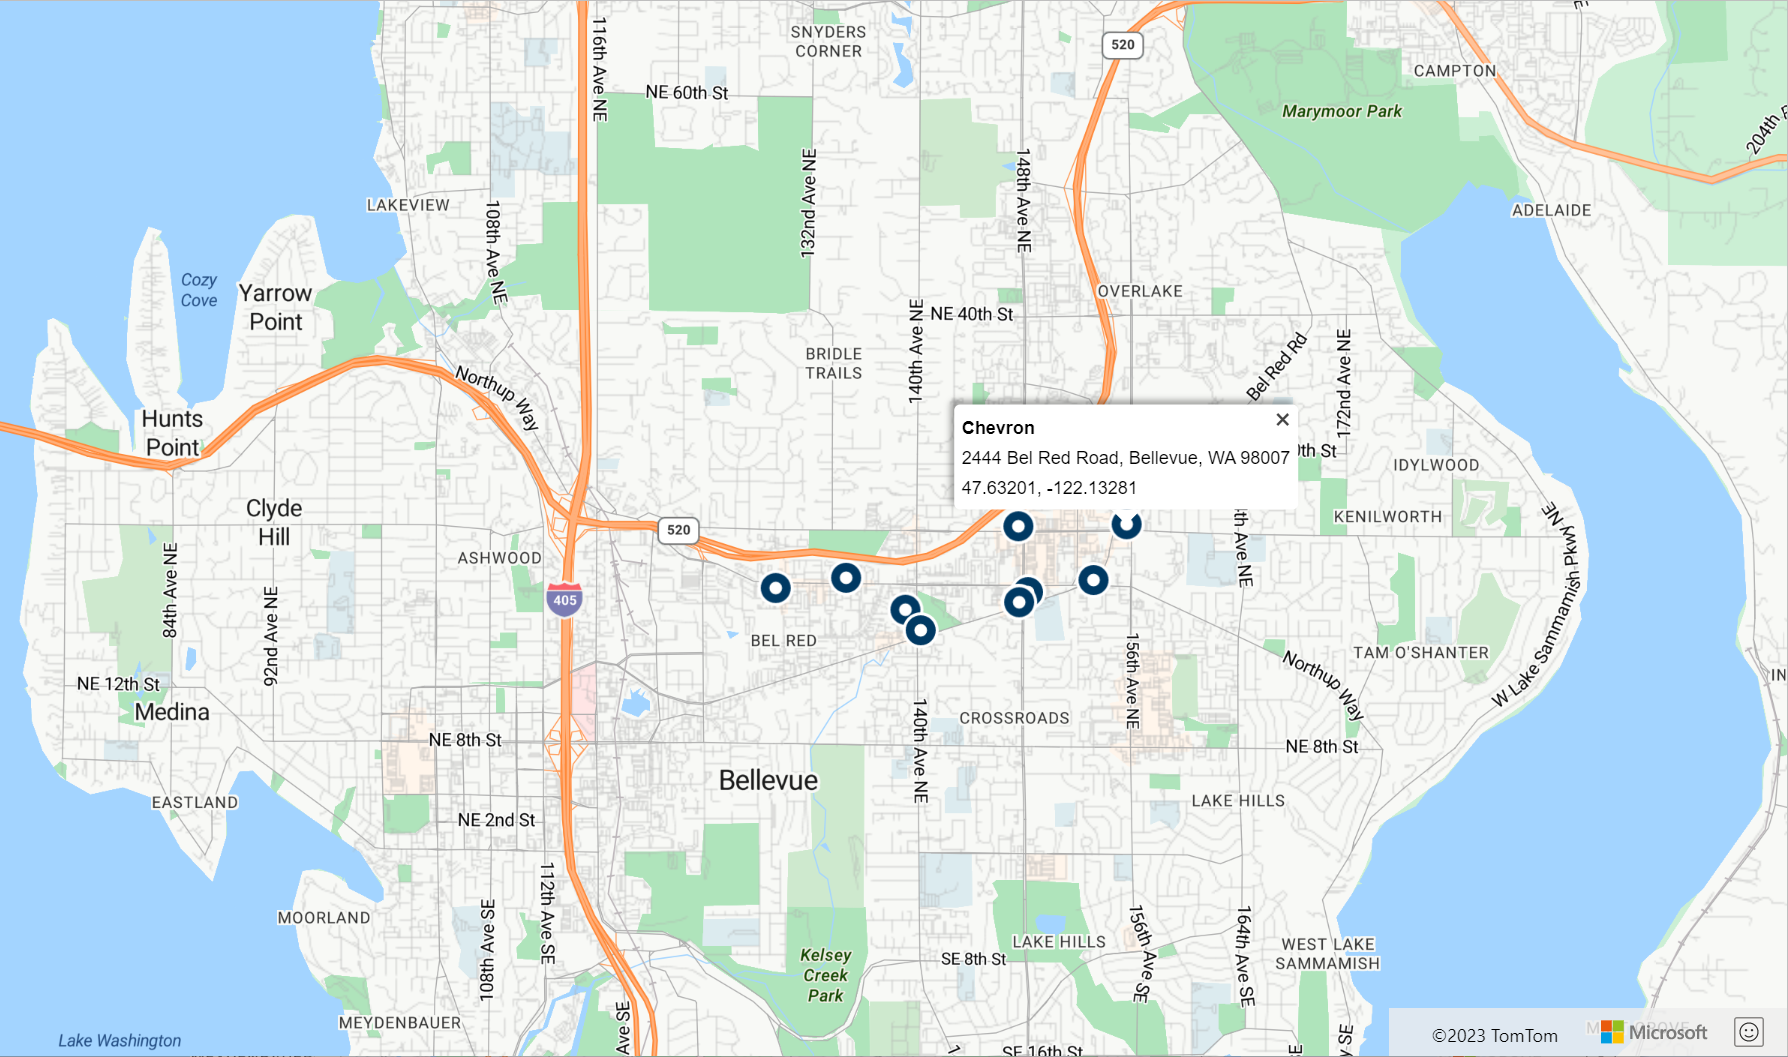 116th Ave NE
SNYDERS
CORNER
520
CAMPTON
NE 60th St
Marymoor Park
204th
148th Ave NE
132nd Ave NE
LAKEVIEW
108th Ave NE
ADELAIDE
Cozy
Cove
Yarrow
Point
OVERLAKE
140th Ave NE
NE 40th St
BRIDLE
TRAILS
Bel Red Rd
172nd Ave NE
Northup Way
Hunts
Point
Chevron
2444 Bel Red Road, Bellevue, WA 98007
47.63201, -122.13281
0th St
IDYLWOOD
Clyde
Hill
520
KENILWORTH
ASHWOOD
4th Ave NE
W Lake Sammamish Pkwy NE
84th Ave NE
92nd Ave NE
405
BEL RED
156th Ave NE
TAM O'SHANTER
Northup Way
NE 12th St
Medina
CROSSROADS
140th Ave NE
NE 8th St
NE 8th St
IN
Bellevue
EASTLAND
LAKE HILLS
NE 2nd St
112th Ave SE
MOORLAND
108th Ave SE
156th Ave SE
164th Ave SE
LAKE HILLS
WEST LAKE
SAMMAMISH
Kelsey
Creek
Park
SE 8th St
MEYDENBAUER
Ave SE
Lake Washington
SE 16th St
SE
y SE
©2023 TomTom
Microsoft